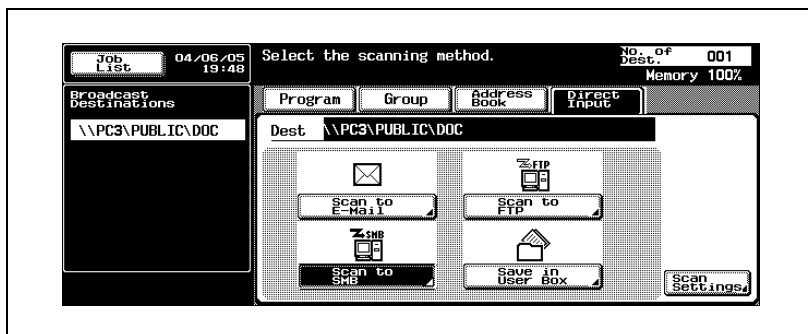 Job List
04/06/05
19:48
Select the scanning method.
No. of Dest.
001
Memory 100%
Broadcast
Destinations
\\PC3\PUBLIC\DOC
Program
Group
Address Book
Direct Input
Dest \\PC3\PUBLIC\DOC
Scan to
E-Mail
FTP
Scan to
FTP
SMB
Scan to
SMB
Save in
User Box
Scan
Settings